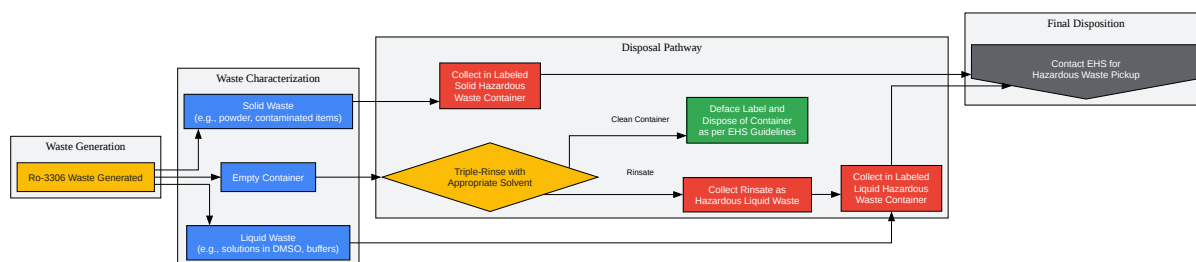 Waste Generation
Ro-3306 Waste Generated
Waste Characterization
Solid Waste
(e.g., powder, contaminated items)
Empty Container
Liquid Waste
(e.g., solutions in DMSO, buffers)
Disposal Pathway
Collect in Labeled
Solid Hazardous
Waste Container
Triple-Rinse with
Appropriate Solvent
Clean Container
Rinsate
Deface Label and
Dispose of Container
as per EHS Guidelines
Collect Rinsate as
Hazardous Liquid Waste
Collect in Labeled
Liquid Hazardous
Waste Container
Final Disposition
Contact EHS for
Hazardous Waste Pickup